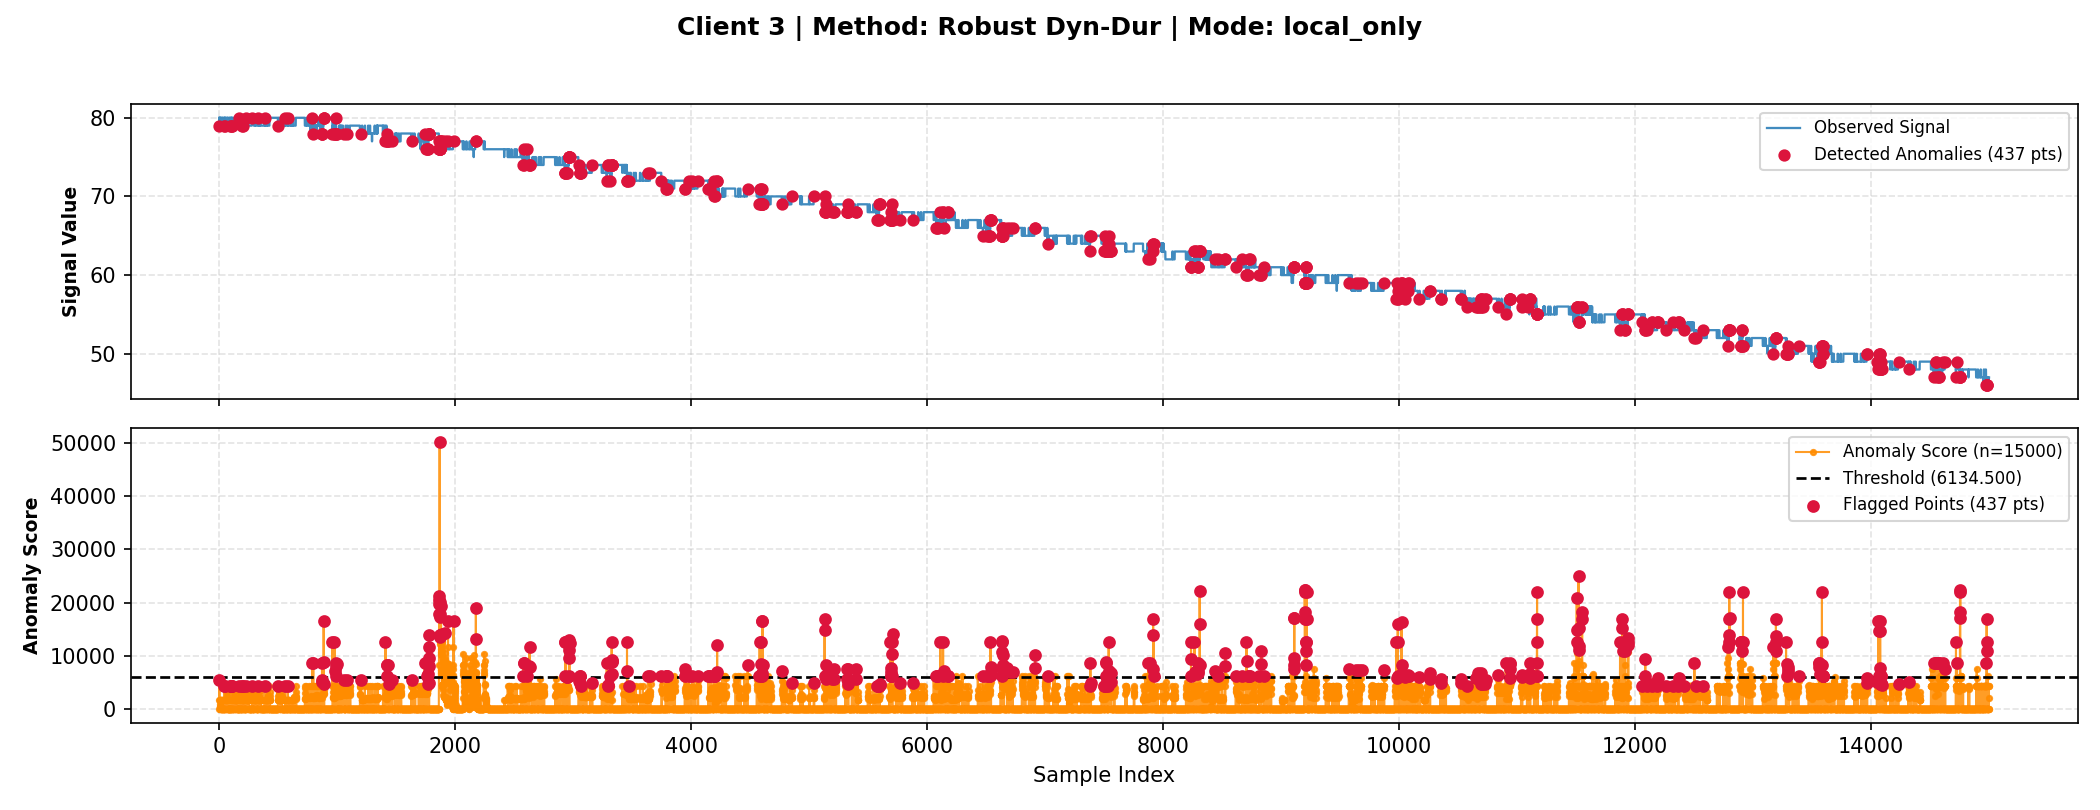 Client 3 | Method: Robust Dyn-Dur | Mode: local_only
80
70
60
50
Signal Value
Observed Signal
Detected Anomalies (437 pts)
50000
40000
30000
20000
10000
0
Anomaly Score
Anomaly Score (n=15000)
Threshold (6134.500)
Flagged Points (437 pts)
0 2000 4000 6000 8000 10000 12000 14000
Sample Index